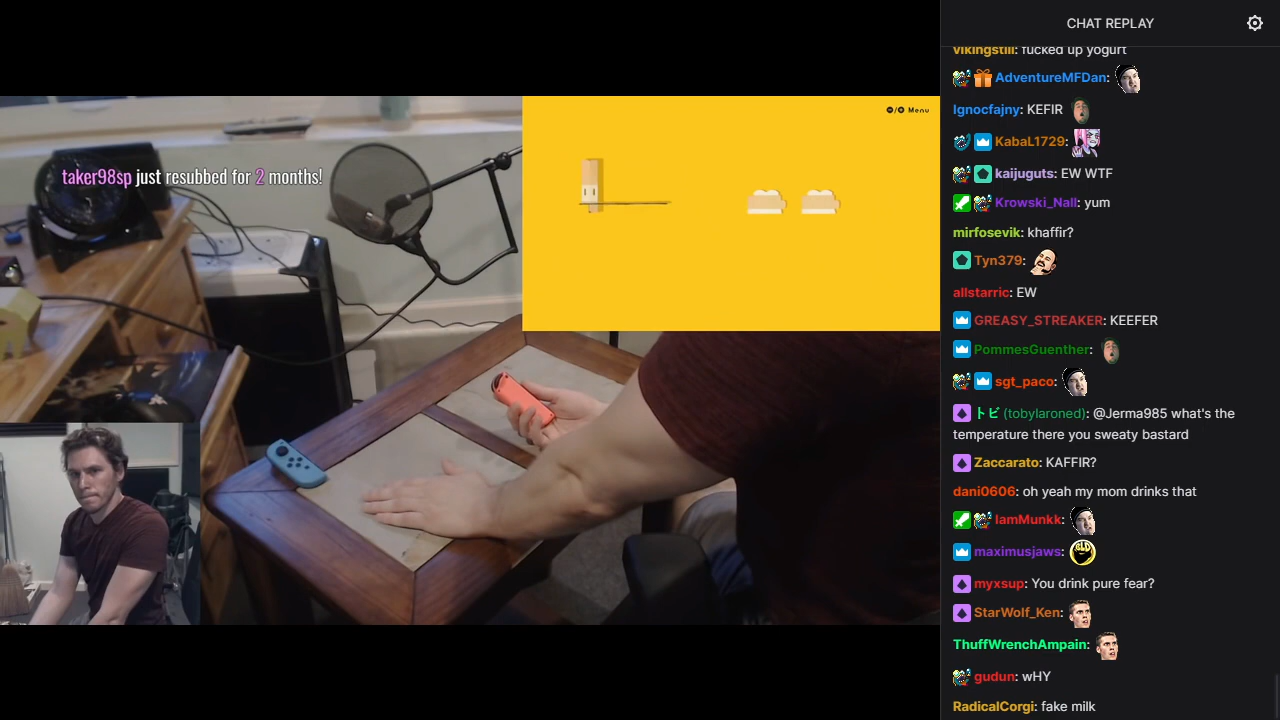 CHAT REPLAY
vikingstill: fucked up yogurt
AdventureMFDan:
Ignocfajny: KEFIR
KabaL1729:
kaijuguts: EW WTF
Krowski_Nall: yum
mirfosevik: khaffir?
Tyn379:
allstarric: EW
GREASY_STREAKER: KEEFER
PommesGuenther:
sgt_paco:
トビ (tobylaroned): @Jerma985 what's the
temperature there you sweaty bastard
Zaccarato: KAFFIR?
dani0606: oh yeah my mom drinks that
IamMunkk:
maximusjaws:
myxsup: You drink pure fear?
StarWolf_Ken:
ThuffWrenchAmpain:
gudun: wHY
RadicalCorgi: fake milk
taker98sp just resubbed for 2 months!
-/+ Menu